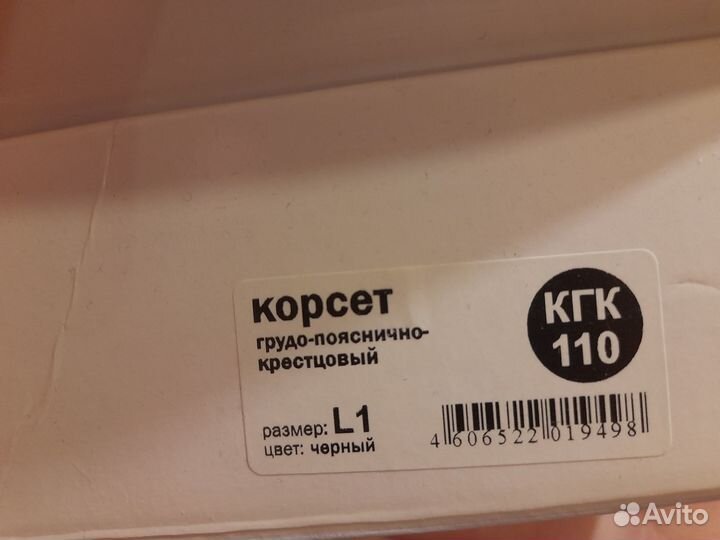 корсет
грудо-пояснично-
крестцовый
КГК
110
размер: L1
цвет: черный
4 606522 019498
Avito